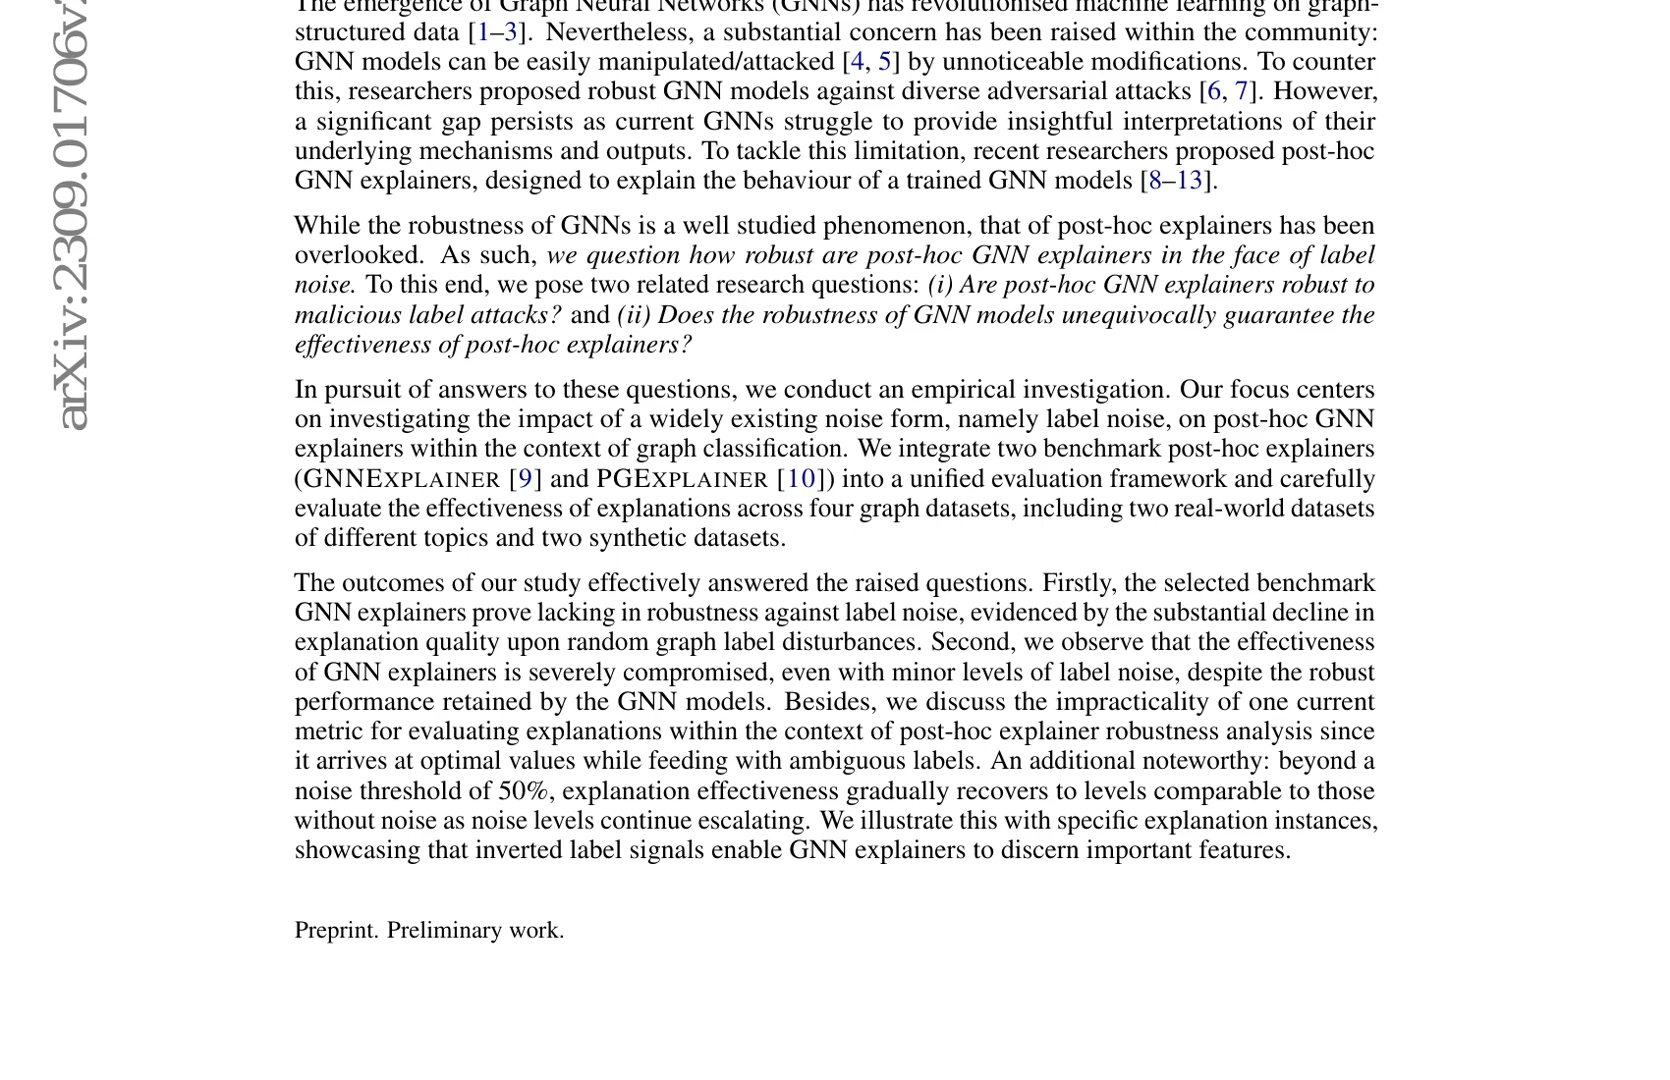 The emergence of Graph Neural Networks (GNNs) has revolutionised machine learning on graph-
structured data [1–3]. Nevertheless, a substantial concern has been raised within the community:
GNN models can be easily manipulated/attacked [4, 5] by unnoticeable modifications. To counter
this, researchers proposed robust GNN models against diverse adversarial attacks [6, 7]. However,
a significant gap persists as current GNNs struggle to provide insightful interpretations of their
underlying mechanisms and outputs. To tackle this limitation, recent researchers proposed post-hoc
GNN explainers, designed to explain the behaviour of a trained GNN models [8–13].
While the robustness of GNNs is a well studied phenomenon, that of post-hoc explainers has been
overlooked. As such, we question how robust are post-hoc GNN explainers in the face of label
noise. To this end, we pose two related research questions: (i) Are post-hoc GNN explainers robust to
malicious label attacks? and (ii) Does the robustness of GNN models unequivocally guarantee the
effectiveness of post-hoc explainers?
In pursuit of answers to these questions, we conduct an empirical investigation. Our focus centers
on investigating the impact of a widely existing noise form, namely label noise, on post-hoc GNN
explainers within the context of graph classification. We integrate two benchmark post-hoc explainers
(GNNEXPLAINER [9] and PGEXPLAINER [10]) into a unified evaluation framework and carefully
evaluate the effectiveness of explanations across four graph datasets, including two real-world datasets
of different topics and two synthetic datasets.
The outcomes of our study effectively answered the raised questions. Firstly, the selected benchmark
GNN explainers prove lacking in robustness against label noise, evidenced by the substantial decline in
explanation quality upon random graph label disturbances. Second, we observe that the effectiveness
of GNN explainers is severely compromised, even with minor levels of label noise, despite the robust
performance retained by the GNN models. Besides, we discuss the impracticality of one current
metric for evaluating explanations within the context of post-hoc explainer robustness analysis since
it arrives at optimal values while feeding with ambiguous labels. An additional noteworthy: beyond a
noise threshold of 50%, explanation effectiveness gradually recovers to levels comparable to those
without noise as noise levels continue escalating. We illustrate this with specific explanation instances,
showcasing that inverted label signals enable GNN explainers to discern important features.
Preprint. Preliminary work.
arXiv:2309.01706v